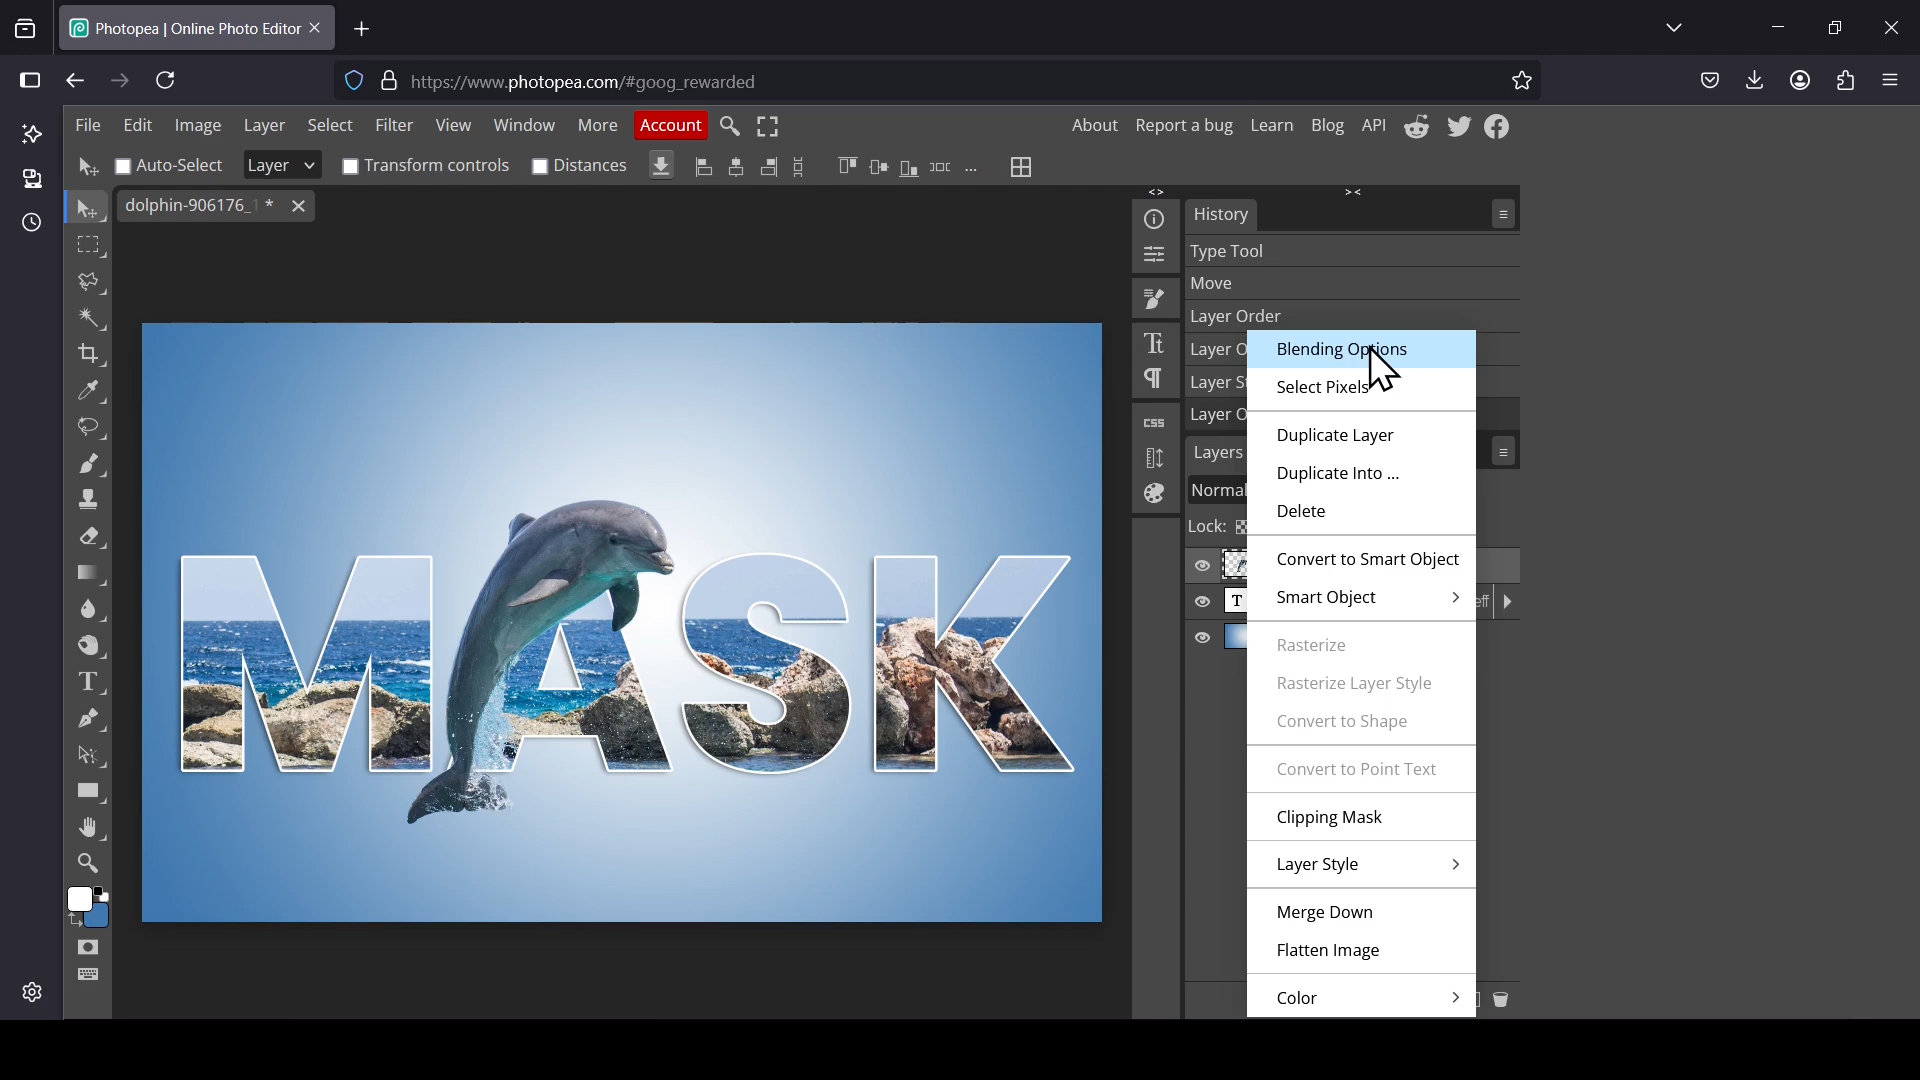 Photopea | Online Photo Editor
https://www.photopea.com/#goog_rewarded
File Edit Image Layer Select Filter View Window More Account About Report a bug Learn Blog API
Auto-Select Layer Transform controls Distances ...
dolphin-906176_1 *
History
Type Tool
Move
Layer Order
Layer O
Layer St
Layer O
Layers
Normal
Lock:
T eff
CSS
MASK
Blending Options
Select Pixels
Duplicate Layer
Duplicate Into ...
Delete
Convert to Smart Object
Smart Object
Rasterize
Rasterize Layer Style
Convert to Shape
Convert to Point Text
Clipping Mask
Layer Style
Merge Down
Flatten Image
Color